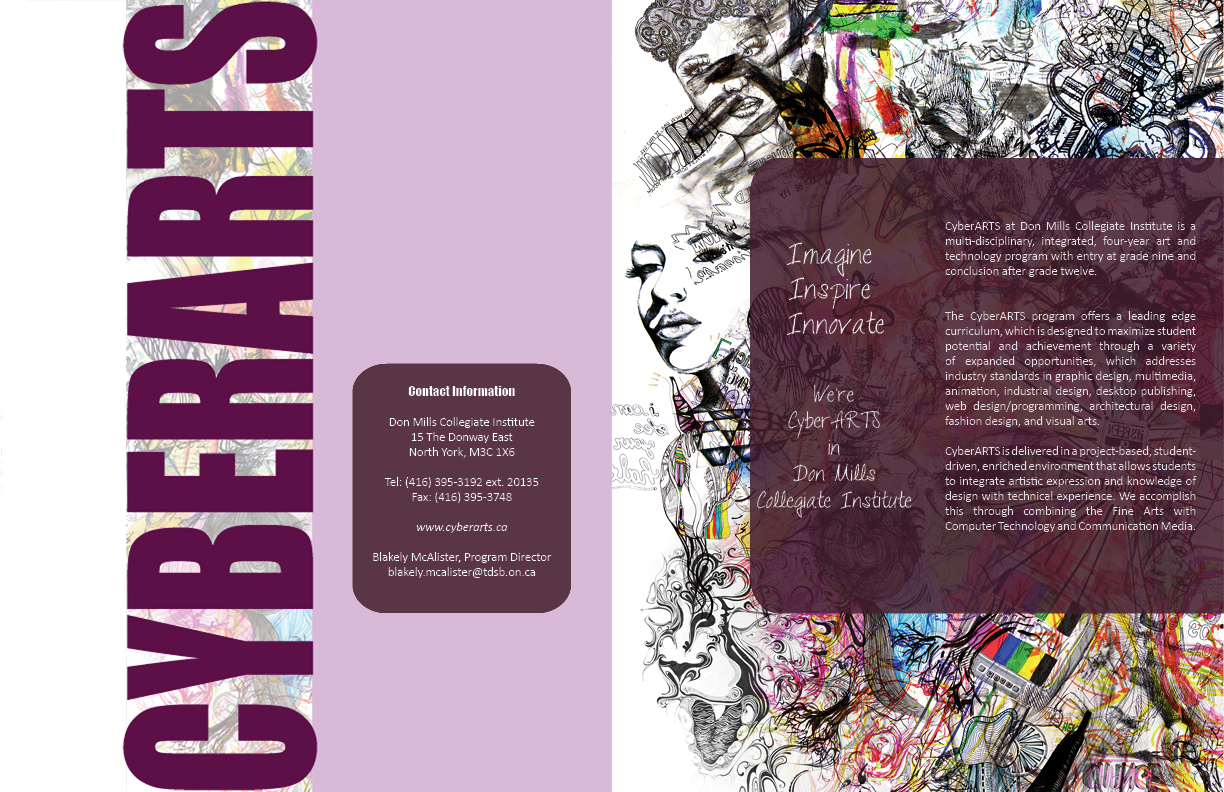 CYBERARTS
Contact Information
Don Mills Collegiate Institute
15 The Donway East
North York, M3C 1X6
Tel: (416) 395-3192 ext. 20135
Fax: (416) 395-3748
www.cyberarts.ca
Blakely McAlister, Program Director
blakely.mcalister@tdsb.on.ca
Imagine
Inspire
Innovate
We're
CyberARTS
in
Don Mills
Collegiate Institute
CyberARTS at Don Mills Collegiate Institute is a
multi-disciplinary, integrated, four-year art and
technology program with entry at grade nine and
conclusion after grade twelve.
The CyberARTS program offers a leading edge
curriculum, which is designed to maximize student
potential and achievement through a variety
of expanded opportunities, which addresses
industry standards in graphic design, multimedia,
animation, industrial design, desktop publishing,
web design/programming, architectural design,
fashion design, and visual arts.
CyberARTS is delivered in a project-based, student-
driven, enriched environment that allows students
to integrate artistic expression and knowledge of
design with technical experience. We accomplish
this through combining the Fine Arts with
Computer Technology and Communication Media.